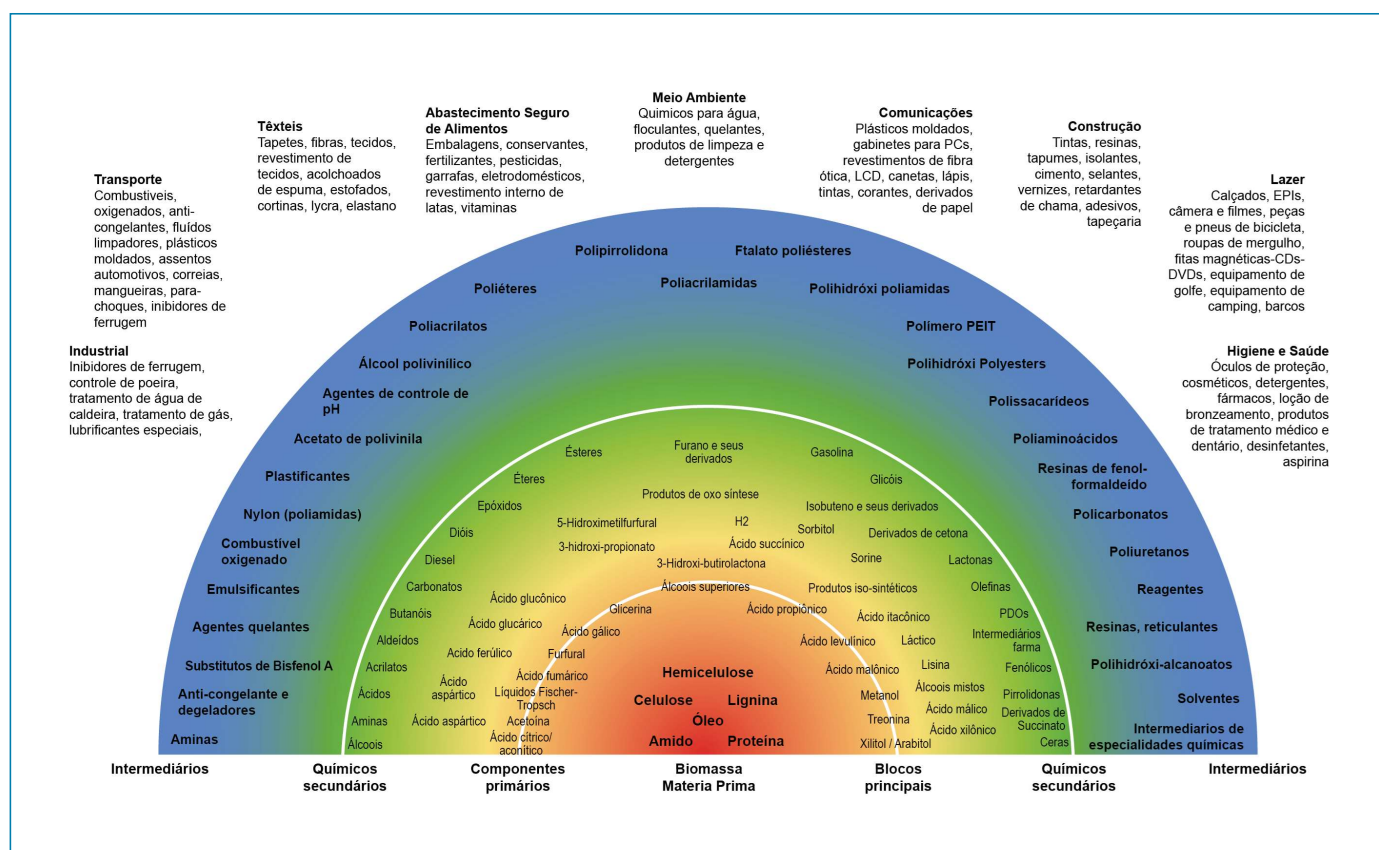 Transporte
Combustíveis,
oxigenados, anti-
congelantes, fluídos
limpadores, plásticos
moldados, assentos
automotivos, correias,
mangueiras, para-
choques, inibidores de
ferrugem
Industrial
Inibidores de ferrugem,
controle de poeira,
tratamento de água de
caldeira, tratamento de gás,
lubrificantes especiais,
Têxteis
Tapetes, fibras, tecidos,
revestimento de
tecidos, acolchoados
de espuma, estofados,
cortinas, lycra, elastano
Abastecimento Seguro
de Alimentos
Embalagens, conservantes,
fertilizantes, pesticidas,
garrafas, eletrodomésticos,
revestimento interno de
latas, vitaminas
Meio Ambiente
Quimicos para água,
floculantes, quelantes,
produtos de limpeza e
detergentes
Comunicações
Plásticos moldados,
gabinetes para PCs,
revestimentos de fibra
ótica, LCD, canetas, lápis,
tintas, corantes, derivados
de papel
Construção
Tintas, resinas,
tapumes, isolantes,
cimento, selantes,
vernizes, retardantes
de chama, adesivos,
tapeçaria
Lazer
Calçados, EPIs,
câmera e filmes, peças
e pneus de bicicleta,
roupas de mergulho,
fitas magnéticas-CDs-
DVDs, equipamento de
golfe, equipamento de
camping, barcos
Higiene e Saúde
Óculos de proteção,
cosméticos, detergentes,
fármacos, loção de
bronzeamento, produtos
de tratamento médico e
dentário, desinfetantes,
aspirina
Polipirrolidona
Ftalato poliésteres
Poliéteres
Poliacrilamidas
Polihidróxi poliamidas
Poliacrilatos
Polímero PEIT
Álcool polivinílico
Polihidróxi Polyesters
Agentes de controle de
pH
Polissacarídeos
Acetato de polivinila
Poliaminoácidos
Plastificantes
Resinas de fenol-
formaldeído
Nylon (poliamidas)
Policarbonatos
Combustível
oxigenado
Poliuretanos
Emulsificantes
Reagentes
Agentes quelantes
Resinas, reticulantes
Substitutos de Bisfenol A
Polihidróxi-alcanoatos
Anti-congelante e
degeladores
Solventes
Aminas
Intermediarios de
especialidades químicas
Ésteres
Furano e seus
derivados
Gasolina
Éteres
Glicóis
Produtos de oxo síntese
Epóxidos
Isobuteno e seus derivados
5-Hidroximetilfurfural
H2
Sorbitol
Dióis
Derivados de cetona
3-hidroxi-propionato
Ácido succínico
Diesel
3-Hidroxi-butirolactona
Sorine
Lactonas
Carbonatos
Álcoois superiores
Produtos iso-sintéticos
Olefinas
Ácido glucônico
Butanóis
Glicerina
Ácido propiônico
Ácido itacônico
PDOs
Ácido glucárico
Ácido gálico
Aldeídos
Ácido levulínico
Láctico
Intermediários
farma
Acido ferúlico
Furfural
Acrilatos
Ácido fumárico
Ácido malônico
Lisina
Fenólicos
Hemicelulose
Ácido
aspártico
Líquidos Fischer-
Tropsch
Ácidos
Metanol
Álcoois mistos
Pirrolidonas
Celulose
Lignina
Ácido málico
Derivados de
Succinato
Aminas
Ácido aspártico
Acetoína
Óleo
Treonina
Ácido xilônico
Álcoois
Ácido cítrico/
aconítico
Amido
Proteína
Xilitol / Arabitol
Ceras
Intermediários
Químicos
secundários
Componentes
primários
Biomassa
Materia Prima
Blocos
principais
Químicos
secundários
Intermediários